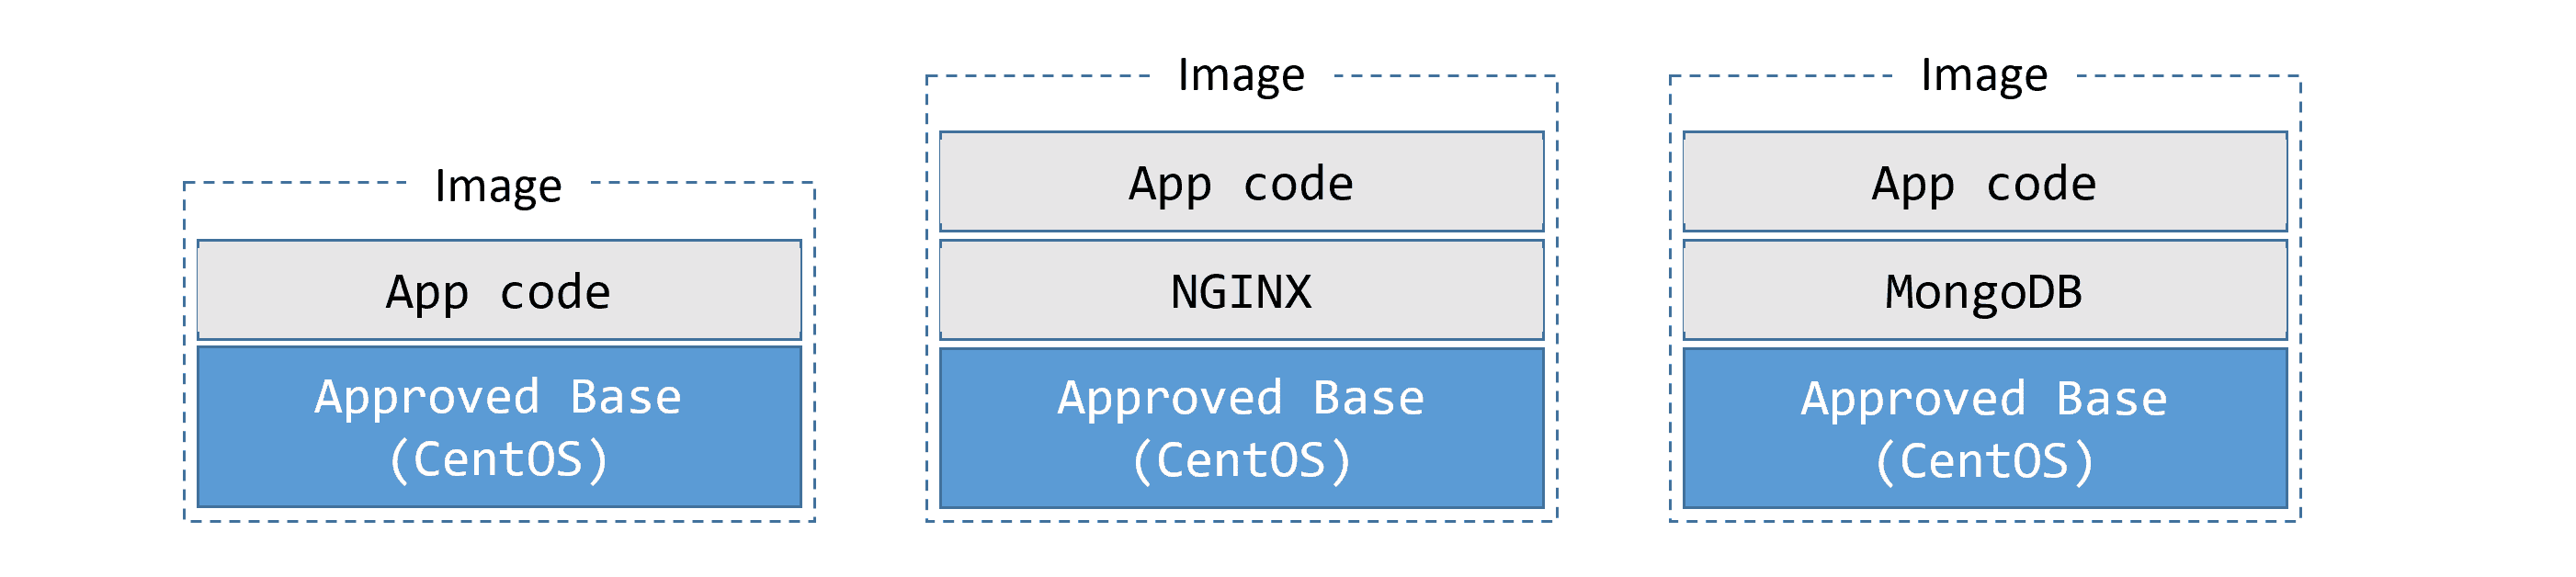 Image
App code
Approved Base
(CentOS)
Image
App code
NGINX
Approved Base
(CentOS)
Image
App code
MongoDB
Approved Base
(CentOS)